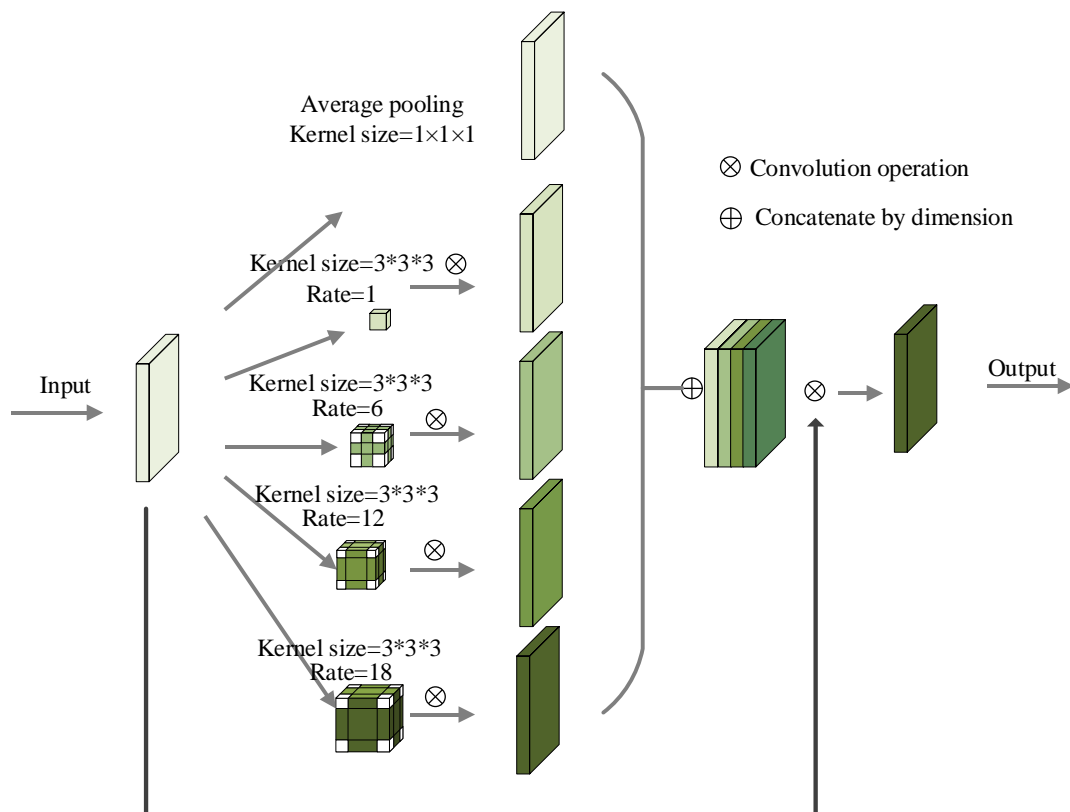 Average pooling
Kernel size=1×1×1
⊗ Convolution operation
⊕ Concatenate by dimension
Kernel size=3*3*3 ⊗
Rate=1
Input
Kernel size=3*3*3
Rate=6
⊗
⊕
⊗
Output
Kernel size=3*3*3
Rate=12
⊗
Kernel size=3*3*3
Rate=18
⊗